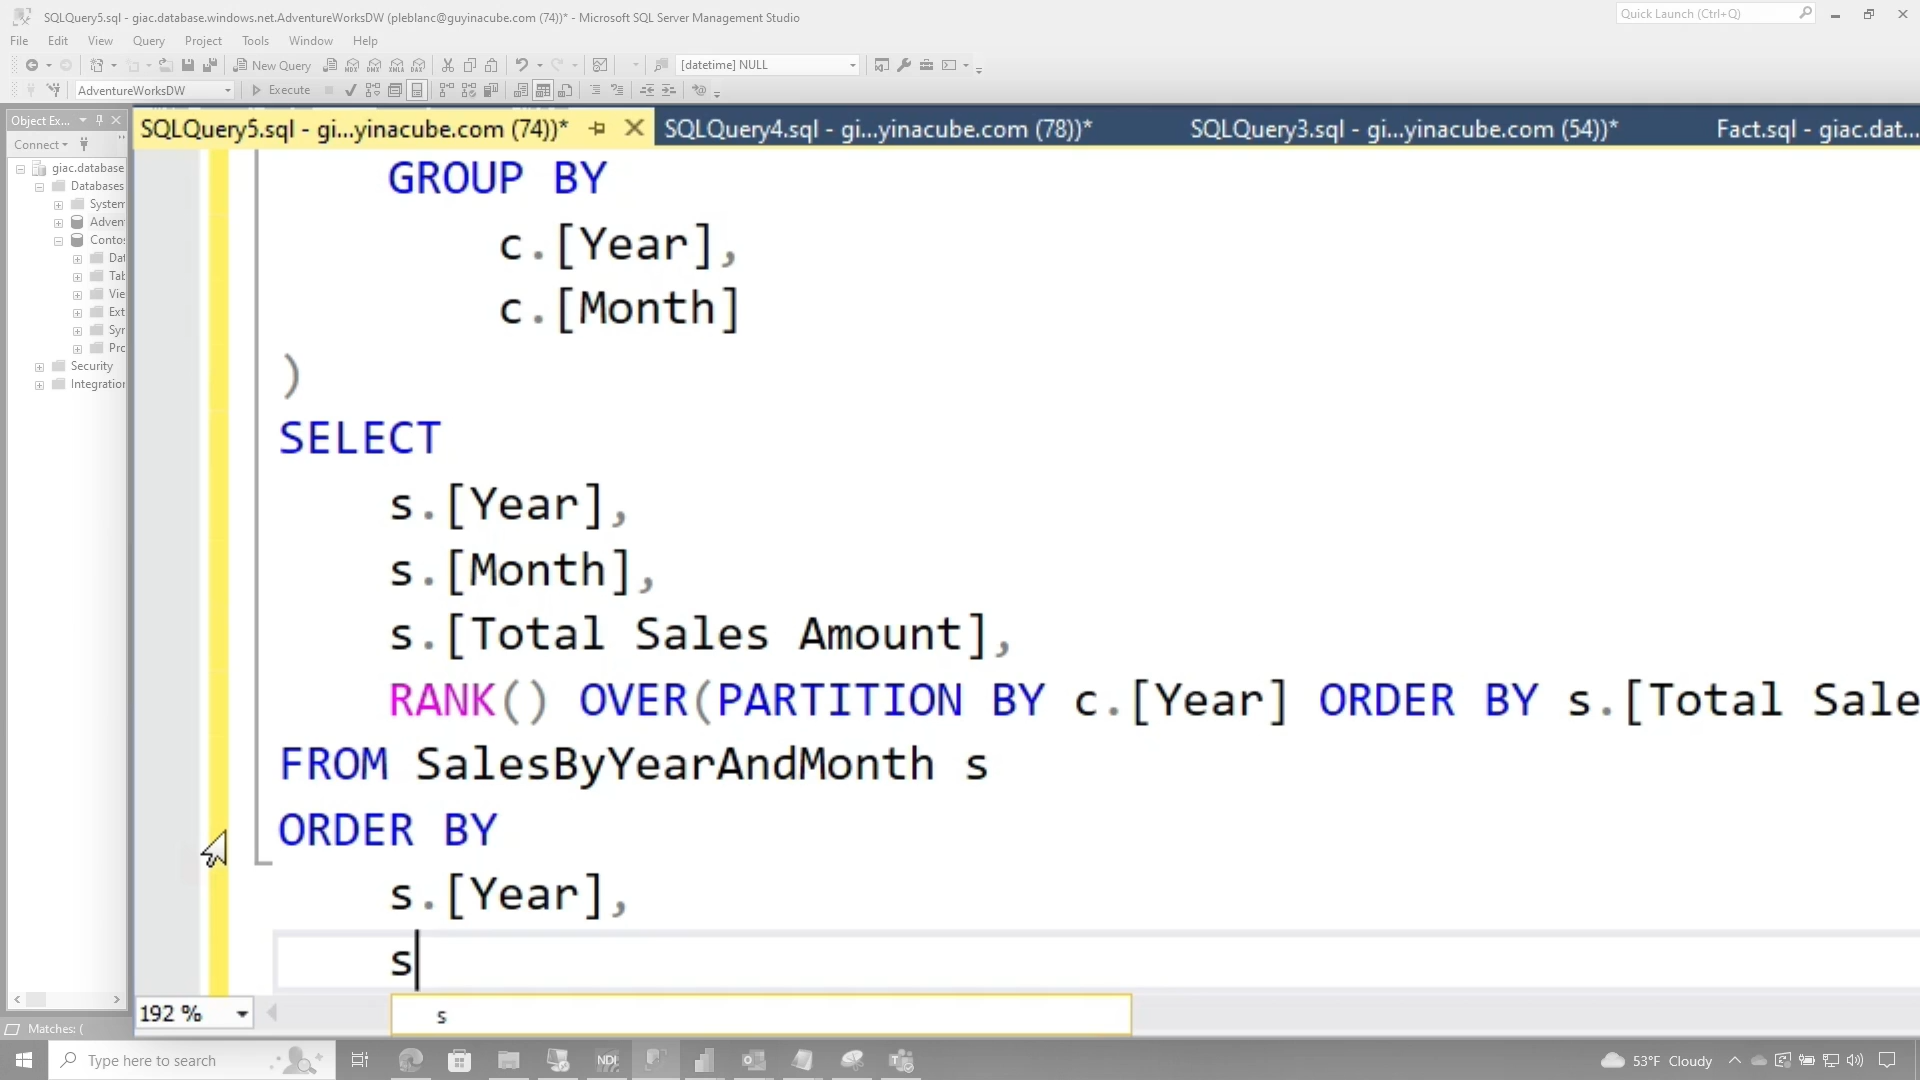 SQLQuery5.sql - giac.database.windows.net.AdventureWorksDW (pleblanc@guyinacube.com (74))* - Microsoft SQL Server Management Studio
Quick Launch (Ctrl+Q)
File Edit View Query Project Tools Window Help
New Query
[datetime] NULL
AdventureWorksDW
Execute
Object Ex...
SQLQuery5.sql - gi...yinacube.com (74))*
SQLQuery4.sql - gi...yinacube.com (78))*
SQLQuery3.sql - gi...yinacube.com (54))*
Fact.sql - giac.dat...
Connect
giac.database
Databases
System
Adven
Conto
Dat
Tab
Vie
Ext
Syn
Pro
Security
Integration
GROUP BY
c.[Year],
c.[Month]
)
SELECT
s.[Year],
s.[Month],
s.[Total Sales Amount],
RANK() OVER(PARTITION BY c.[Year] ORDER BY s.[Total Sale
FROM SalesByYearAndMonth s
ORDER BY
s.[Year],
s
192 %
s
Matches: (
Type here to search
NDI
53°F Cloudy